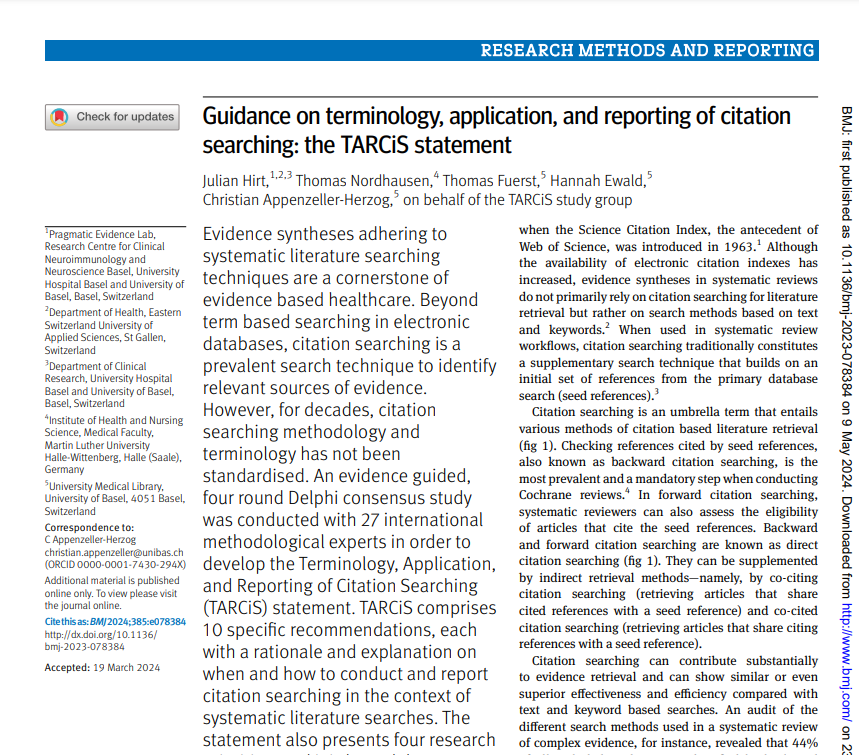 RESEARCH METHODS AND REPORTING
Check for updates
Guidance on terminology, application, and reporting of citation
searching: the TARCiS statement
Julian Hirt,1,2,3 Thomas Nordhausen,4 Thomas Fuerst,5 Hannah Ewald,5
Christian Appenzeller-Herzog,5 on behalf of the TARCiS study group
1Pragmatic Evidence Lab,
Research Centre for Clinical
Neuroimmunology and
Neuroscience Basel, University
Hospital Basel and University of
Basel, Basel, Switzerland
2Department of Health, Eastern
Switzerland University of
Applied Sciences, St Gallen,
Switzerland
3Department of Clinical
Research, University Hospital
Basel and University of Basel,
Basel, Switzerland
4Institute of Health and Nursing
Science, Medical Faculty,
Martin Luther University
Halle-Wittenberg, Halle (Saale),
Germany
5University Medical Library,
University of Basel, 4051 Basel,
Switzerland
Correspondence to:
C Appenzeller-Herzog
christian.appenzeller@unibas.ch
(ORCID 0000-0001-7430-294X)
Additional material is published
online only. To view please visit
the journal online.
Cite this as: BMJ 2024;385:e078384
http://dx.doi.org/10.1136/
bmj-2023-078384
Accepted: 19 March 2024
Evidence syntheses adhering to
systematic literature searching
techniques are a cornerstone of
evidence based healthcare. Beyond
term based searching in electronic
databases, citation searching is a
prevalent search technique to identify
relevant sources of evidence.
However, for decades, citation
searching methodology and
terminology has not been
standardised. An evidence guided,
four round Delphi consensus study
was conducted with 27 international
methodological experts in order to
develop the Terminology, Application,
and Reporting of Citation Searching
(TARCiS) statement. TARCiS comprises
10 specific recommendations, each
with a rationale and explanation on
when and how to conduct and report
citation searching in the context of
systematic literature searches. The
statement also presents four research
when the Science Citation Index, the antecedent of
Web of Science, was introduced in 1963.1 Although
the availability of electronic citation indexes has
increased, evidence syntheses in systematic reviews
do not primarily rely on citation searching for literature
retrieval but rather on search methods based on text
and keywords.2 When used in systematic review
workflows, citation searching traditionally constitutes
a supplementary search technique that builds on an
initial set of references from the primary database
search (seed references).3
Citation searching is an umbrella term that entails
various methods of citation based literature retrieval
(fig 1). Checking references cited by seed references,
also known as backward citation searching, is the
most prevalent and a mandatory step when conducting
Cochrane reviews.4 In forward citation searching,
systematic reviewers can also assess the eligibility
of articles that cite the seed references. Backward
and forward citation searching are known as direct
citation searching (fig 1). They can be supplemented
by indirect retrieval methods—namely, by co-citing
citation searching (retrieving articles that share
cited references with a seed reference) and co-cited
citation searching (retrieving articles that share citing
references with a seed reference).
Citation searching can contribute substantially
to evidence retrieval and can show similar or even
superior effectiveness and efficiency compared with
text and keyword based searches. An audit of the
different search methods used in a systematic review
of complex evidence, for instance, revealed that 44%
BMJ: first published as 10.1136/bmj-2023-078384 on 9 May 2024. Downloaded from http://www.bmj.com/ on